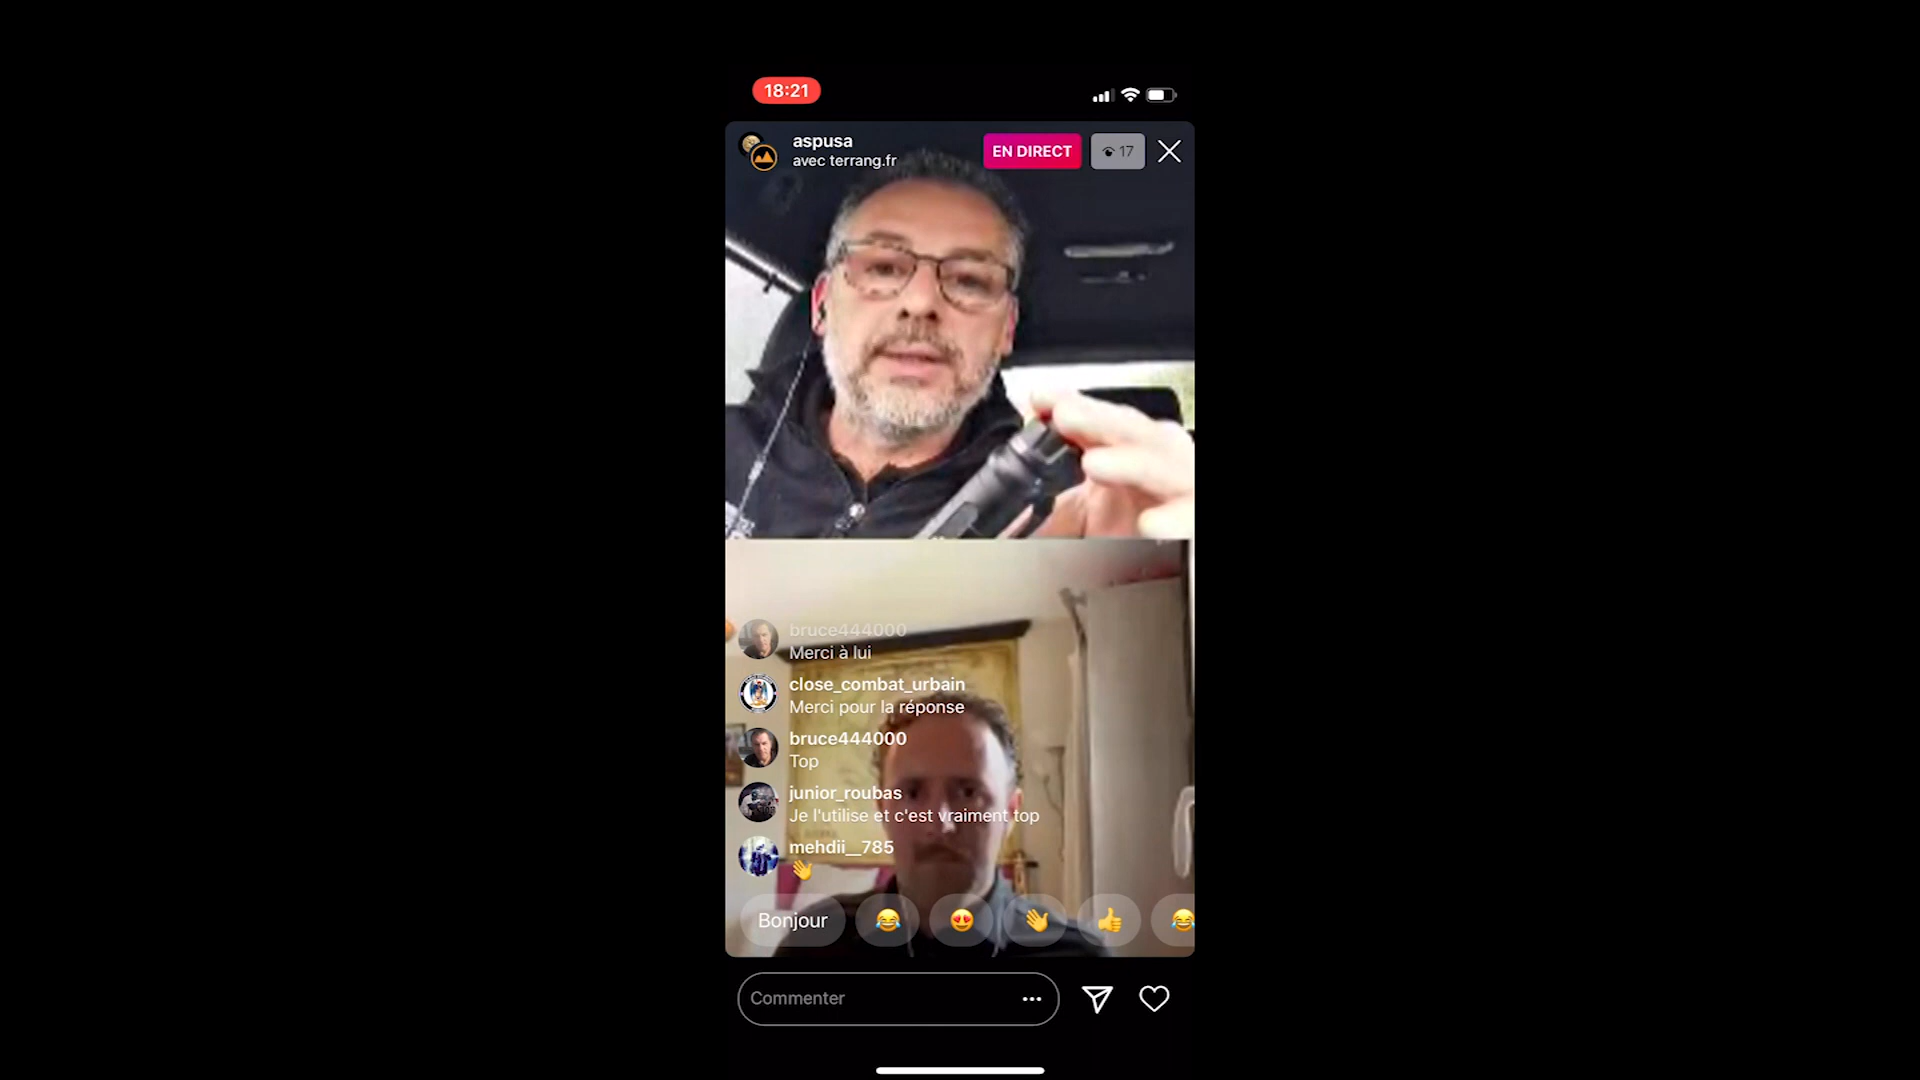 18:21
aspusa
avec terrang.fr
EN DIRECT
17
bruce444000
Merci à lui
close_combat_urbain
Merci pour la réponse
bruce444000
Top
junior_roubas
Je l'utilise et c'est vraiment top
mehdii__785
👋
Bonjour
Commenter